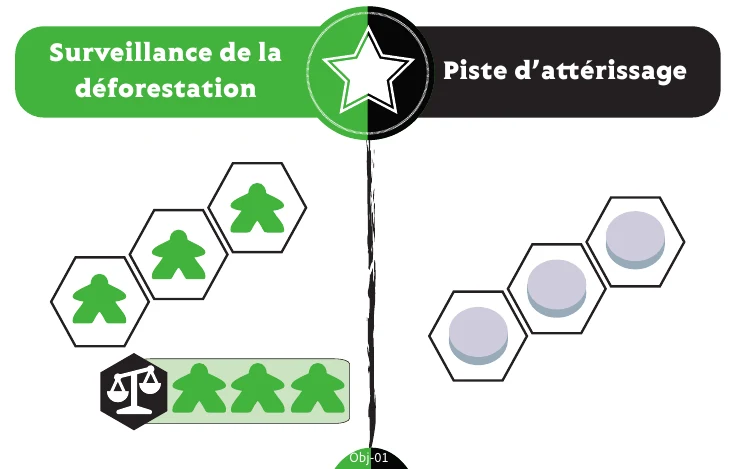 Surveillance de la
déforestation
Piste d’attérissage
Obj-01